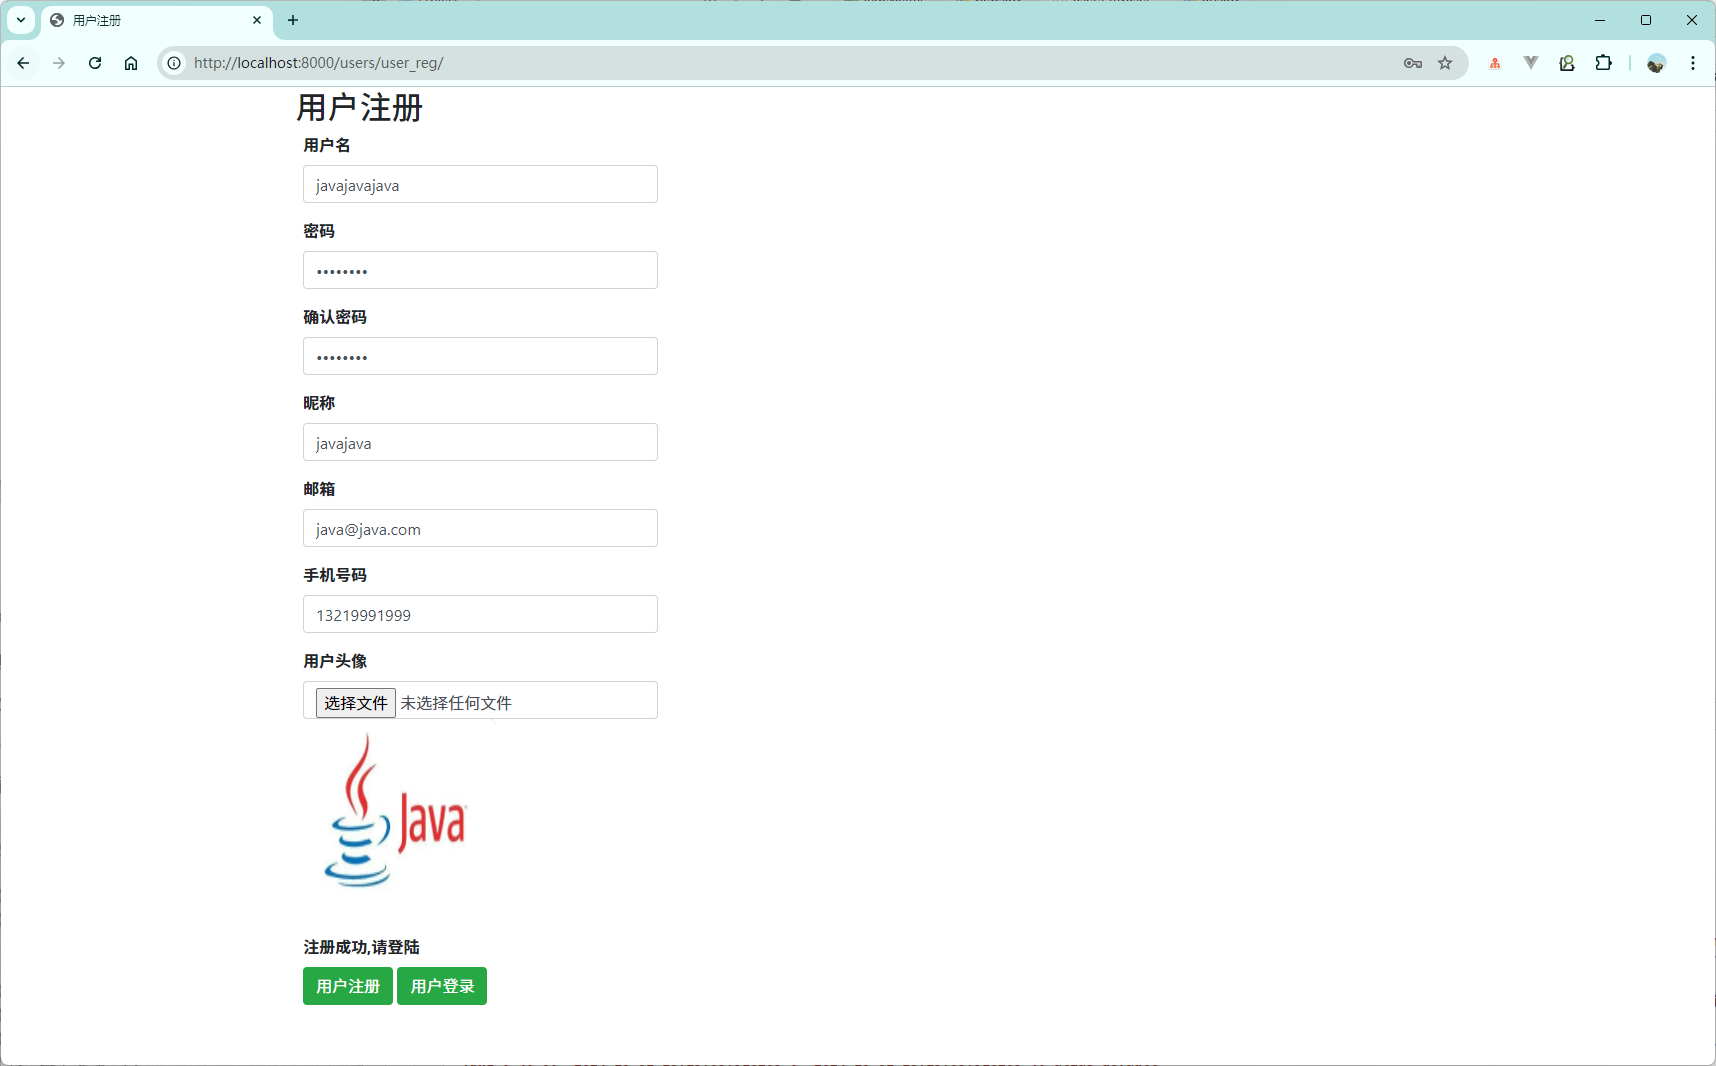 用户注册
http://localhost:8000/users/user_reg/
用户注册
用户名
javajavajava
密码
••••••••
确认密码
••••••••
昵称
javajava
邮箱
java@java.com
手机号码
13219991999
用户头像
选择文件 未选择任何文件
Java
注册成功,请登陆
用户注册 用户登录